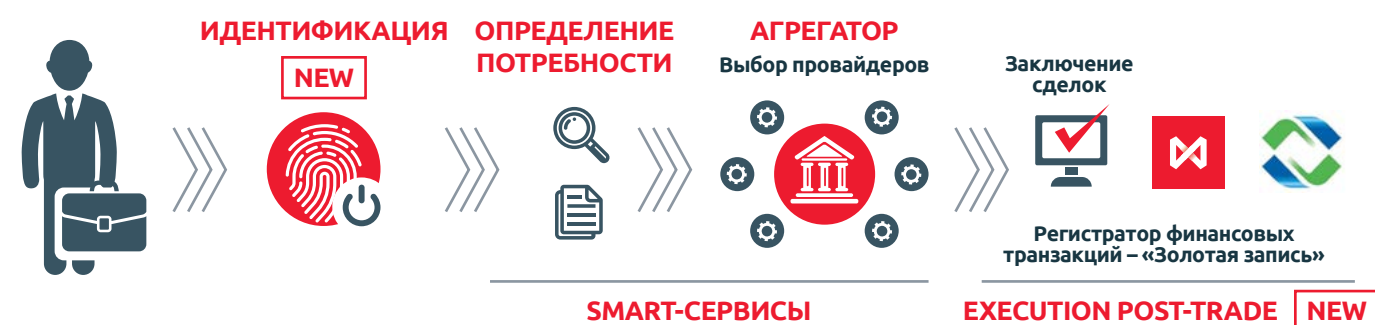 ИДЕНТИФИКАЦИЯ
NEW
ОПРЕДЕЛЕНИЕ
ПОТРЕБНОСТИ
АГРЕГАТОР
Выбор провайдеров
Заключение
сделок
Регистратор финансовых
транзакций – «Золотая запись»
SMART-СЕРВИСЫ
EXECUTION POST-TRADE NEW